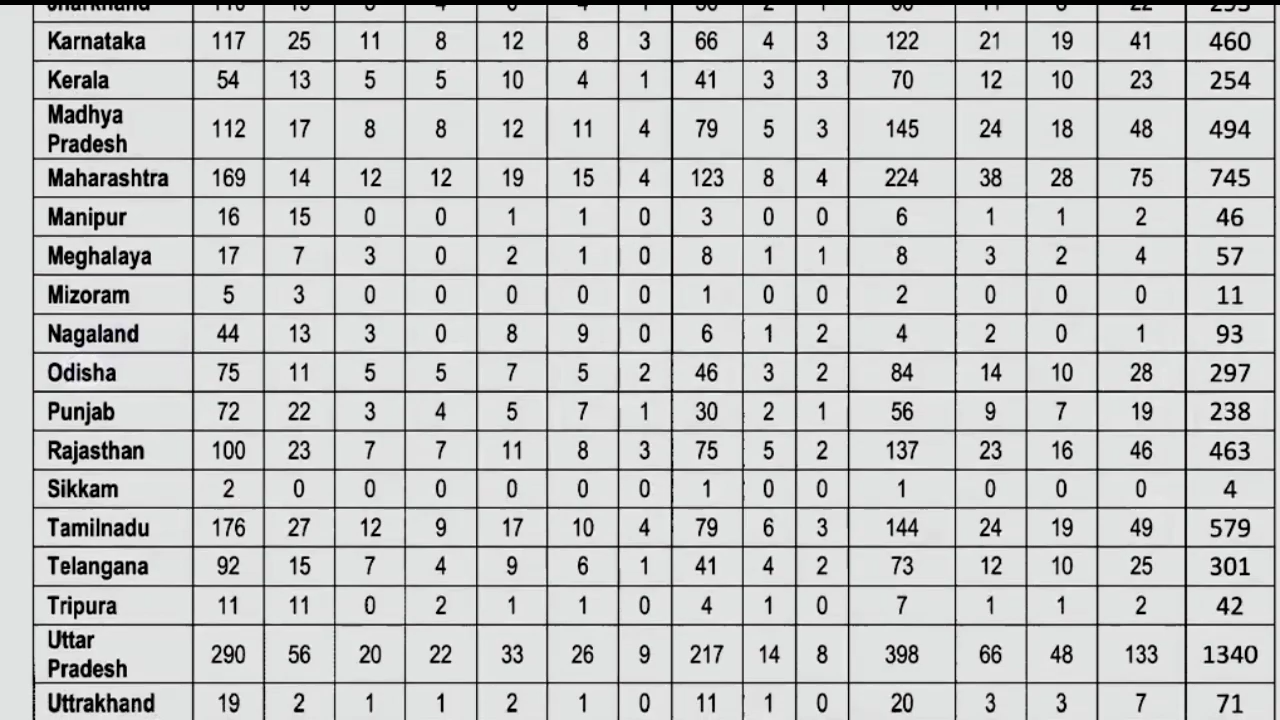 Karnataka 117 25 11 8 12 8 3 66 4 3 122 21 19 41 460
Kerala 54 13 5 5 10 4 1 41 3 3 70 12 10 23 254
Madhya
Pradesh 112 17 8 8 12 11 4 79 5 3 145 24 18 48 494
Maharashtra 169 14 12 12 19 15 4 123 8 4 224 38 28 75 745
Manipur 16 15 0 0 1 1 0 3 0 0 6 1 1 2 46
Meghalaya 17 7 3 0 2 1 0 8 1 1 8 3 2 4 57
Mizoram 5 3 0 0 0 0 0 1 0 0 2 0 0 0 11
Nagaland 44 13 3 0 8 9 0 6 1 2 4 2 0 1 93
Odisha 75 11 5 5 7 5 2 46 3 2 84 14 10 28 297
Punjab 72 22 3 4 5 7 1 30 2 1 56 9 7 19 238
Rajasthan 100 23 7 7 11 8 3 75 5 2 137 23 16 46 463
Sikkam 2 0 0 0 0 0 0 1 0 0 1 0 0 0 4
Tamilnadu 176 27 12 9 17 10 4 79 6 3 144 24 19 49 579
Telangana 92 15 7 4 9 6 1 41 4 2 73 12 10 25 301
Tripura 11 11 0 2 1 1 0 4 1 0 7 1 1 2 42
Uttar
Pradesh 290 56 20 22 33 26 9 217 14 8 398 66 48 133 1340
Uttrakhand 19 2 1 1 2 1 0 11 1 0 20 3 3 7 71